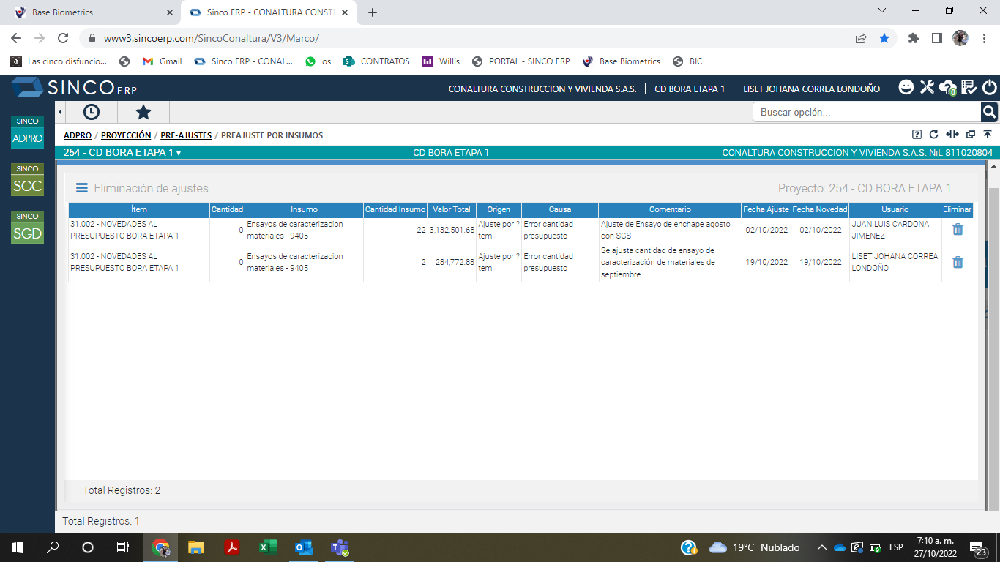 Base Biometrics
Sinco ERP - CONALTURA CONSTI
www3.sincoerp.com/SincoConaltura/V3/Marco/
Las cinco disfuncio...
Gmail
Sinco ERP - CONAL...
os
CONTRATOS
Willis
PORTAL - SINCO ERP
Base Biometrics
BIC
SINCO ERP
CONALTURA CONSTRUCCION Y VIVIENDA S.A.S.
CD BORA ETAPA 1
LISET JOHANA CORREA LONDOÑO
0
Buscar opción...
SINCO
ADPRO
SINCO
SGC
SINCO
SGD
ADPRO / PROYECCIÓN / PRE-AJUSTES / PREAJUSTE POR INSUMOS
254 - CD BORA ETAPA 1
CD BORA ETAPA 1
CONALTURA CONSTRUCCION Y VIVIENDA S.A.S. Nit: 811020804
Eliminación de ajustes
Proyecto: 254 - CD BORA ETAPA 1
Ítem Cantidad Insumo Cantidad Insumo Valor Total Origen Causa Comentario Fecha Ajuste Fecha Novedad Usuario Eliminar
31.002 - NOVEDADES AL
PRESUPUESTO BORA ETAPA 1
0
Ensayos de caracterizacion
materiales - 9405
22
3,132,501.68
Ajuste por ?
tem
Error cantidad
presupuesto
Ajuste de Ensayo de enchape agosto
con SGS
02/10/2022
02/10/2022
JUAN LUIS CARDONA
JIMENEZ
31.002 - NOVEDADES AL
PRESUPUESTO BORA ETAPA 1
0
Ensayos de caracterizacion
materiales - 9405
2
284,772.88
Ajuste por ?
tem
Error cantidad
presupuesto
Se ajusta cantidad de ensayo de
caracterización de materiales de
septiembre
19/10/2022
19/10/2022
LISET JOHANA CORREA
LONDOÑO
Total Registros: 2
Total Registros: 1
19°C Nublado
ESP
7:10 a. m.
27/10/2022
23